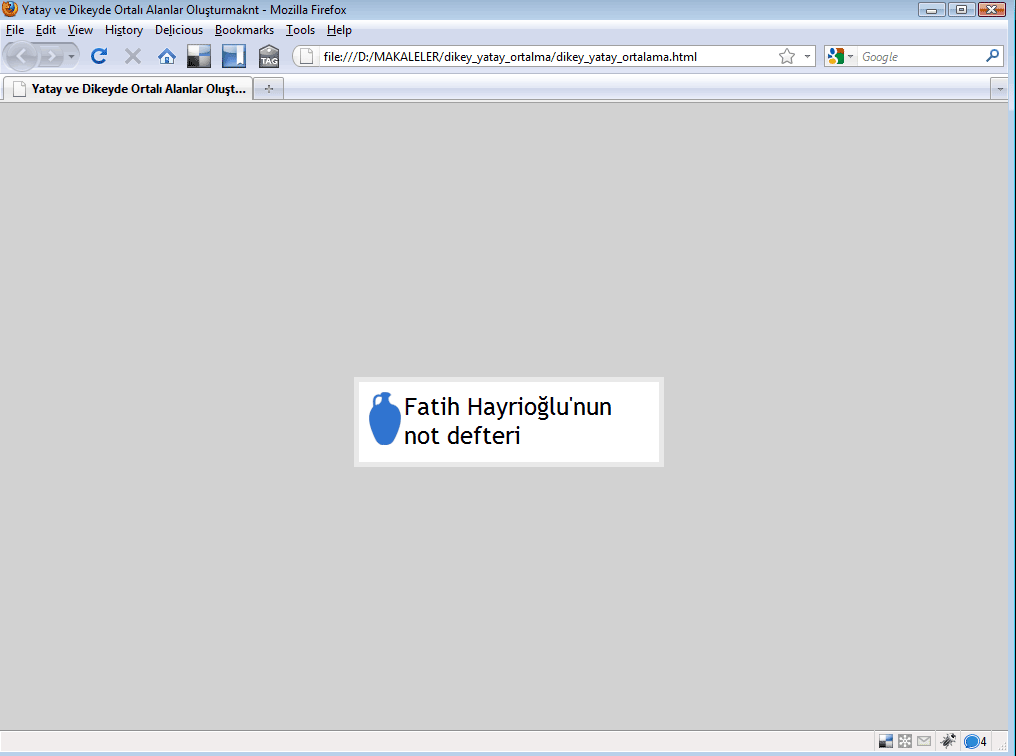 Yatay ve Dikeyde Ortalı Alanlar Oluşturmaknt - Mozilla Firefox
File Edit View History Delicious Bookmarks Tools Help
TAG file:///D:/MAKALELER/dikey_yatay_ortalma/dikey_yatay_ortalama.html Google
Yatay ve Dikeyde Ortalı Alanlar Oluşt...
Fatih Hayrioğlu'nun
not defteri
4